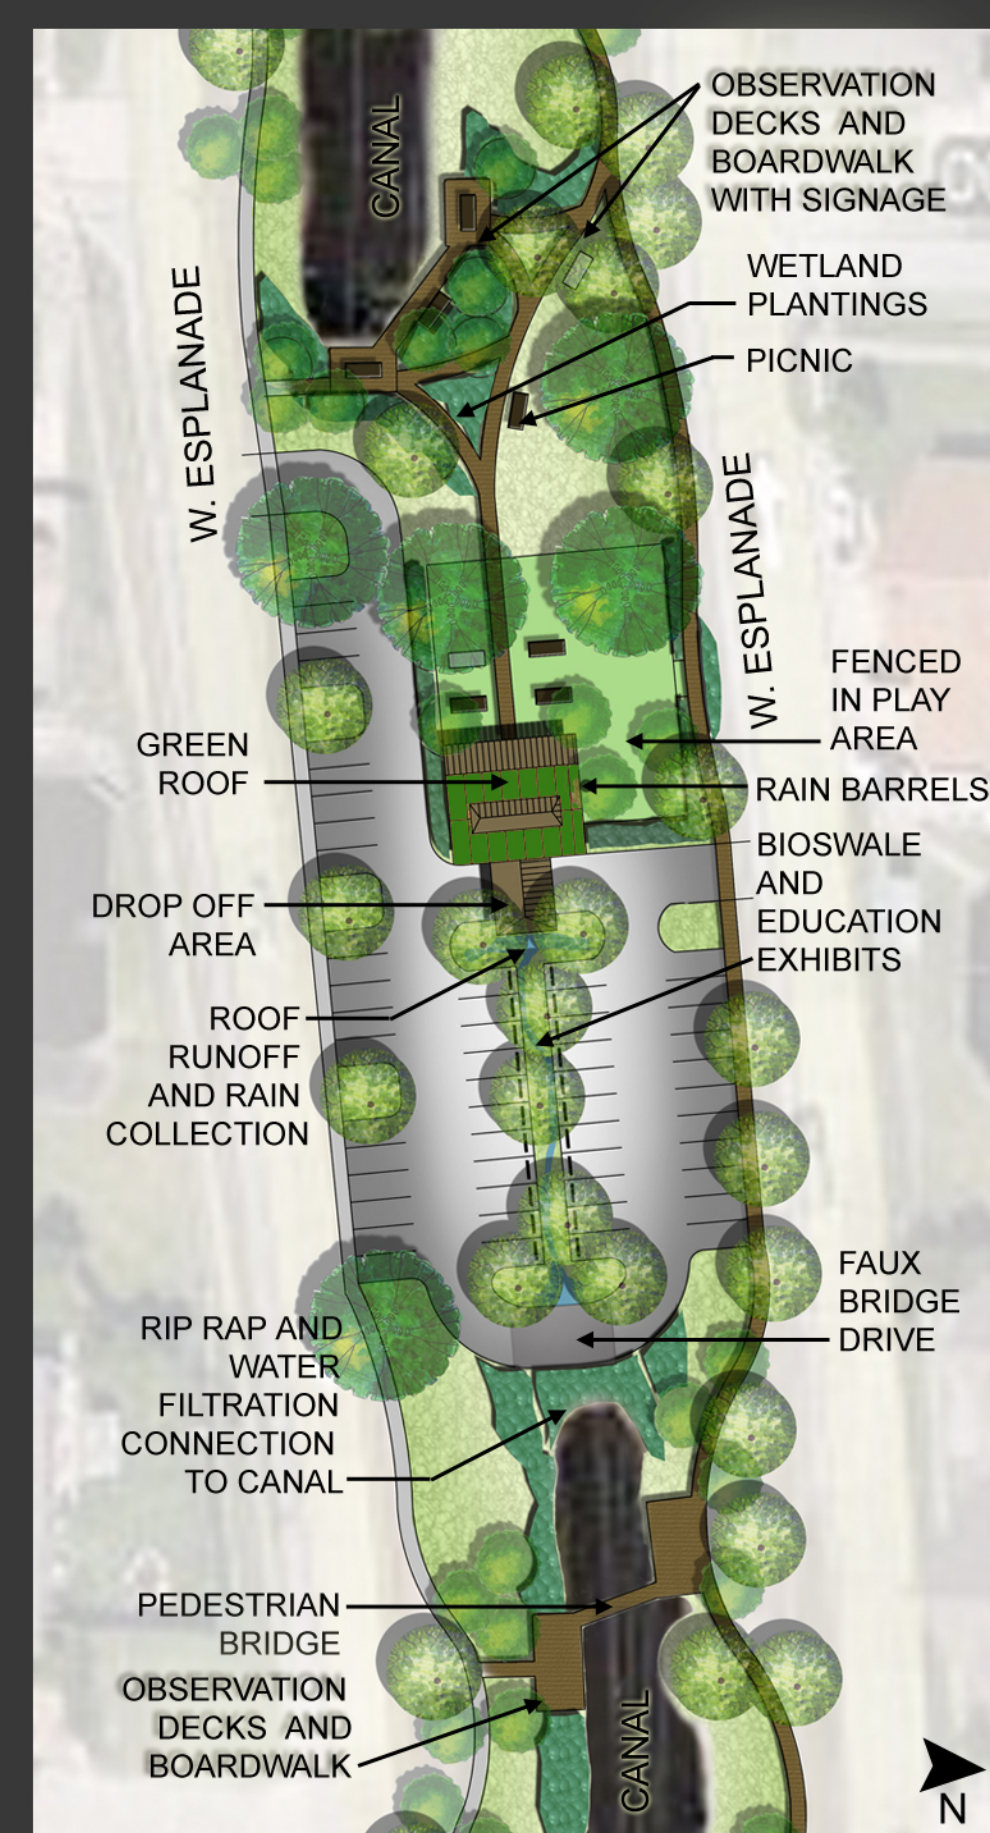 CANAL
OBSERVATION
DECKS AND
BOARDWALK
WITH SIGNAGE
WETLAND
PLANTINGS
PICNIC
W. ESPLANADE
W. ESPLANADE
FENCED
IN PLAY
AREA
GREEN
ROOF
RAIN BARRELS
BIOSWALE
AND
EDUCATION
EXHIBITS
DROP OFF
AREA
ROOF
RUNOFF
AND RAIN
COLLECTION
FAUX
BRIDGE
DRIVE
RIP RAP AND
WATER
FILTRATION
CONNECTION
TO CANAL
PEDESTRIAN
BRIDGE
OBSERVATION
DECKS AND
BOARDWALK
CANAL
N